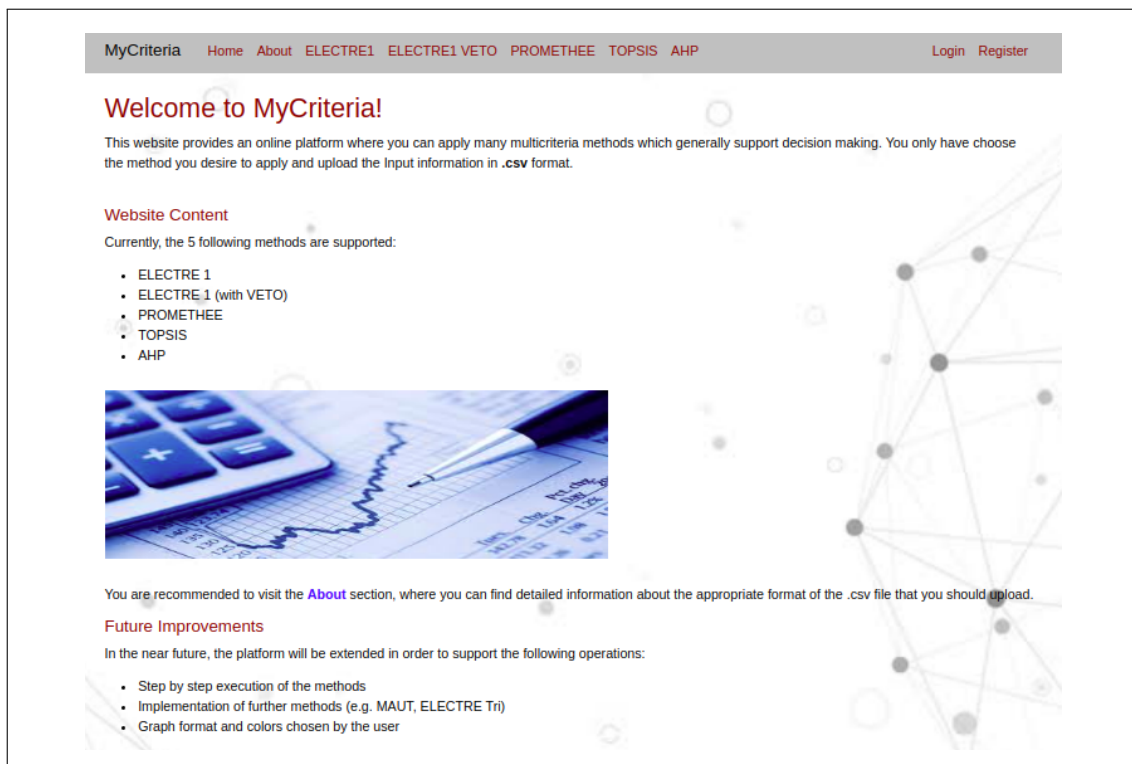 MyCriteria Home About ELECTRE1 ELECTRE1 VETO PROMETHEE TOPSIS AHP Login Register
Welcome to MyCriteria!
This website provides an online platform where you can apply many multicriteria methods which generally support decision making. You only have choose
the method you desire to apply and upload the Input information in .csv format.
Website Content
Currently, the 5 following methods are supported:
• ELECTRE 1
• ELECTRE 1 (with VETO)
• PROMETHEE
• TOPSIS
• AHP
You are recommended to visit the About section, where you can find detailed information about the appropriate format of the .csv file that you should upload.
Future Improvements
In the near future, the platform will be extended in order to support the following operations:
• Step by step execution of the methods
• Implementation of further methods (e.g. MAUT, ELECTRE Tri)
• Graph format and colors chosen by the user